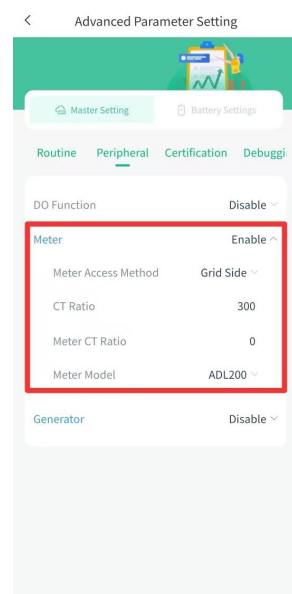 Advanced Parameter Setting
Master Setting Battery Settings
Routine Peripheral Certification Debuggi
DO Function Disable
Meter Enable
Meter Access Method Grid Side
CT Ratio 300
Meter CT Ratio 0
Meter Model ADL200
Generator Disable